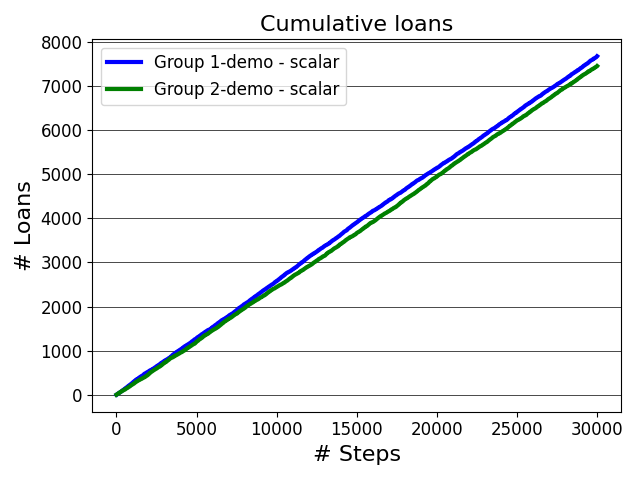 Cumulative loans
Group 1-demo - scalar
Group 2-demo - scalar
# Loans
8000
7000
6000
5000
4000
3000
2000
1000
0
0 5000 10000 15000 20000 25000 30000
# Steps